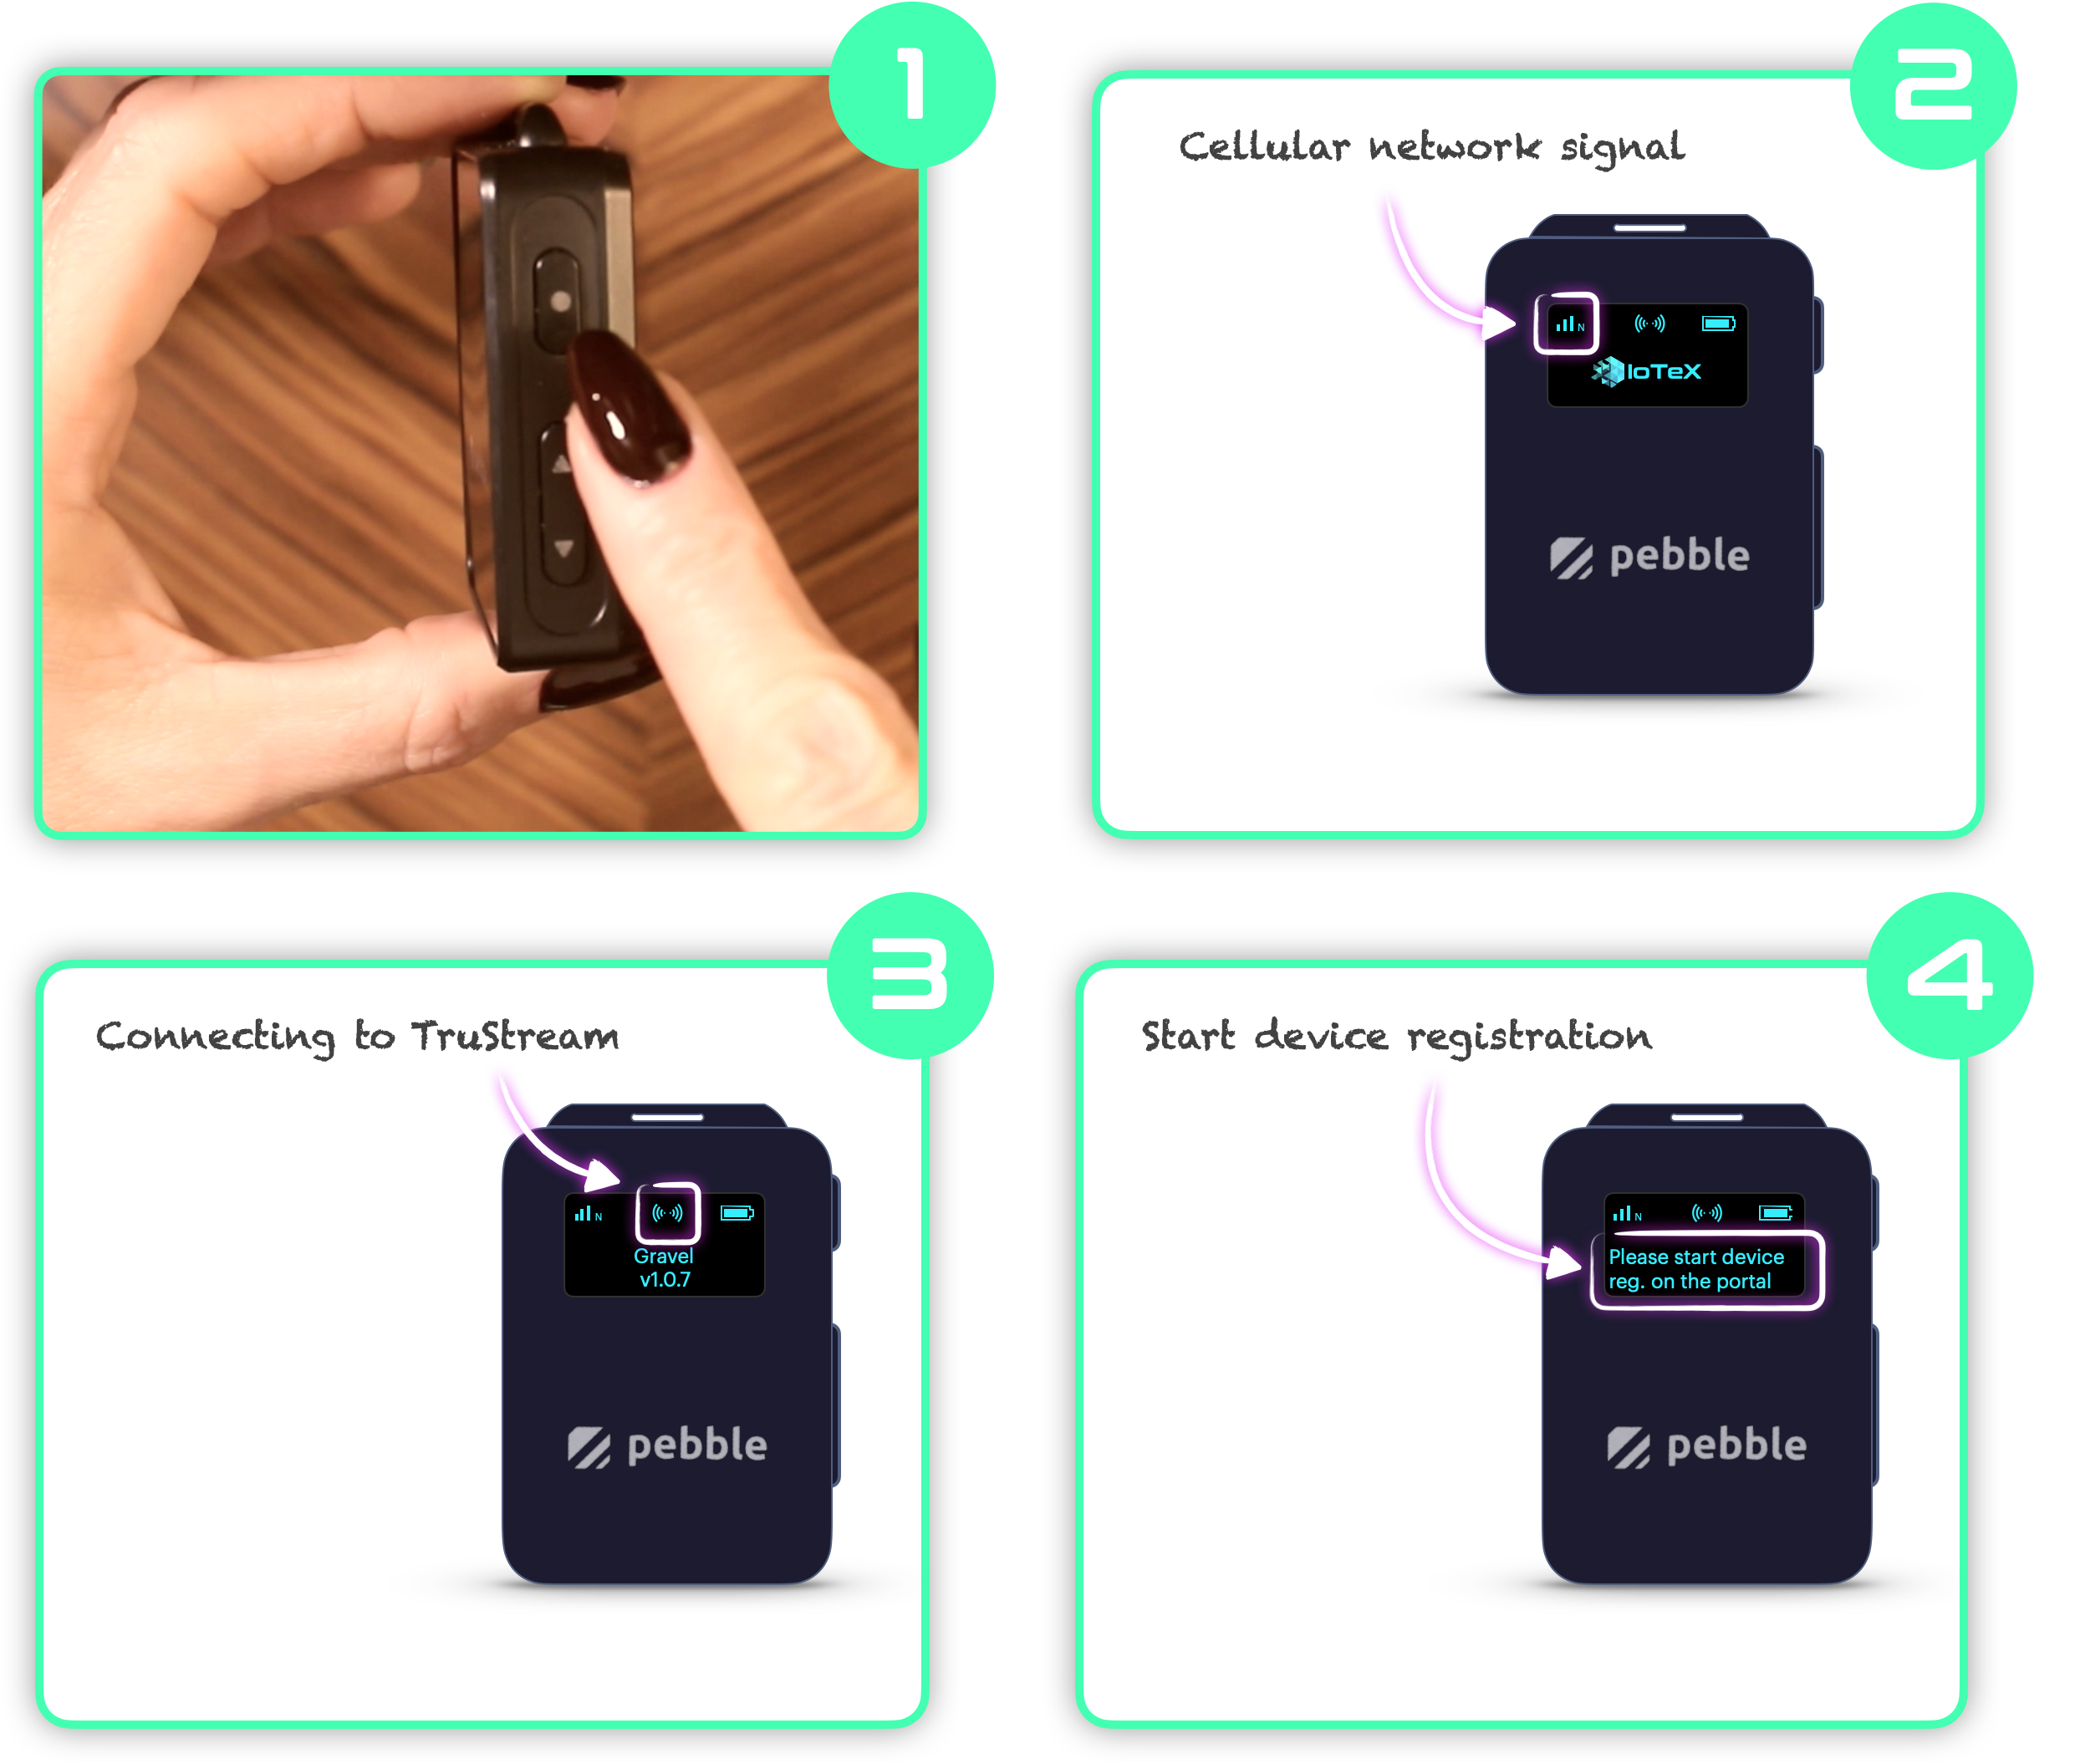 1
2
Cellular network signal
N
IoTeX
pebble
3
Connecting to TruStream
N
Gravel
v1.0.7
pebble
4
Start device registration
N
Please start device
reg. on the portal
pebble